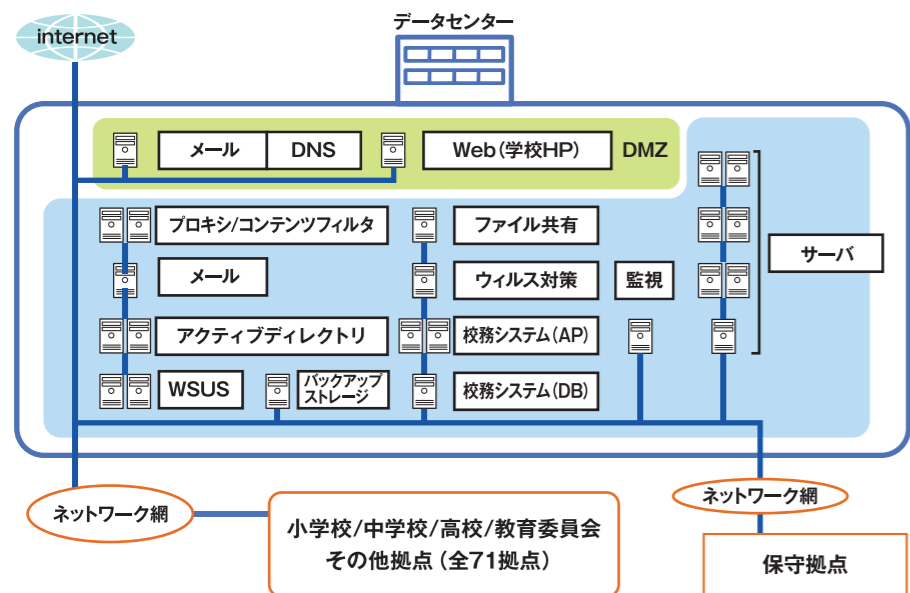 internet
データセンター
メール
DNS
Web(学校HP)
DMZ
プロキシ/コンテンツフィルタ
ファイル共有
サーバ
メール
ウィルス対策
監視
アクティブディレクトリ
校務システム(AP)
WSUS
バックアップ
ストレージ
校務システム(DB)
ネットワーク網
ネットワーク網
小学校/中学校/高校/教育委員会
その他拠点(全71拠点)
保守拠点